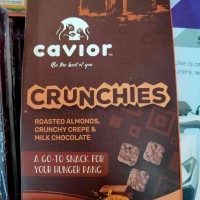 cavior
Be the best of you
CRUNCHIES
ROASTED ALMONDS,
CRUNCHY CREPE &
MILK CHOCOLATE
A GO-TO SNACK FOR
YOUR HUNGER PANG